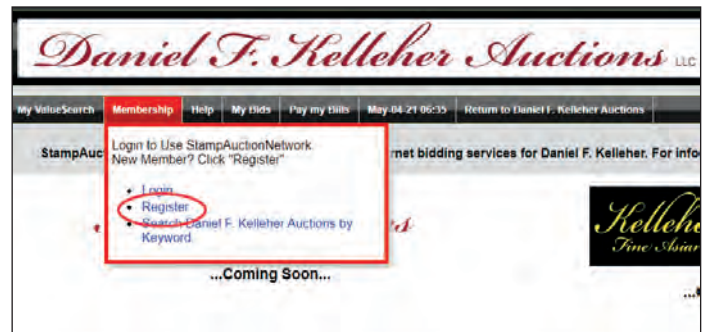 Daniel F. Kelleher Auctions LLC
My ValueSearch Membership Help My Bids Pay my Bills May-04-21 06:35 Return to Daniel F. Kelleher Auctions
Login to Use StampAuctionNetwork
New Member? Click "Register"
StampAuc rnet bidding services for Daniel F. Kelleher. For info
• Login
• Register
• Search Daniel F. Kelleher Auctions by
Keyword
Kellehe
Fine Asian
...Coming Soon...